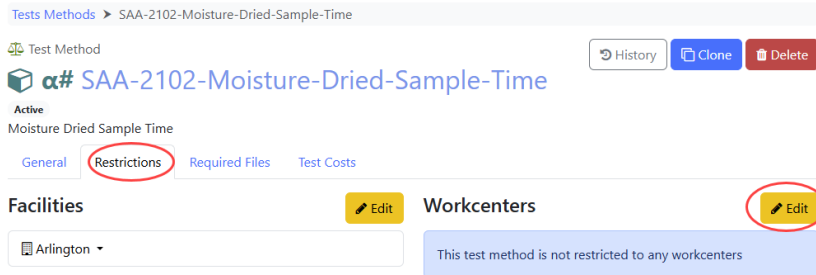 Tests Methods ➤ SAA-2102-Moisture-Dried-Sample-Time
Test Method
History Clone Delete
α# SAA-2102-Moisture-Dried-Sample-Time
Active
Moisture Dried Sample Time
General Restrictions Required Files Test Costs
Facilities Edit Workcenters Edit
Arlington This test method is not restricted to any workcenters